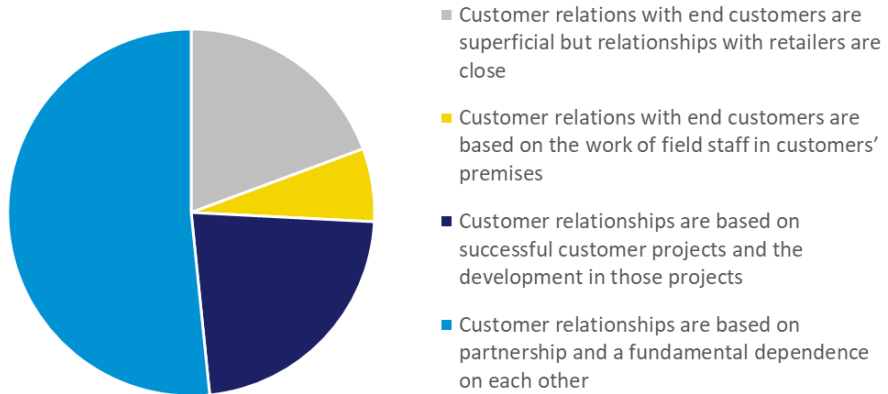 Customer relations with end customers are
superficial but relationships with retailers are
close
Customer relations with end customers are
based on the work of field staff in customers’
premises
Customer relationships are based on
successful customer projects and the
development in those projects
Customer relationships are based on
partnership and a fundamental dependence
on each other